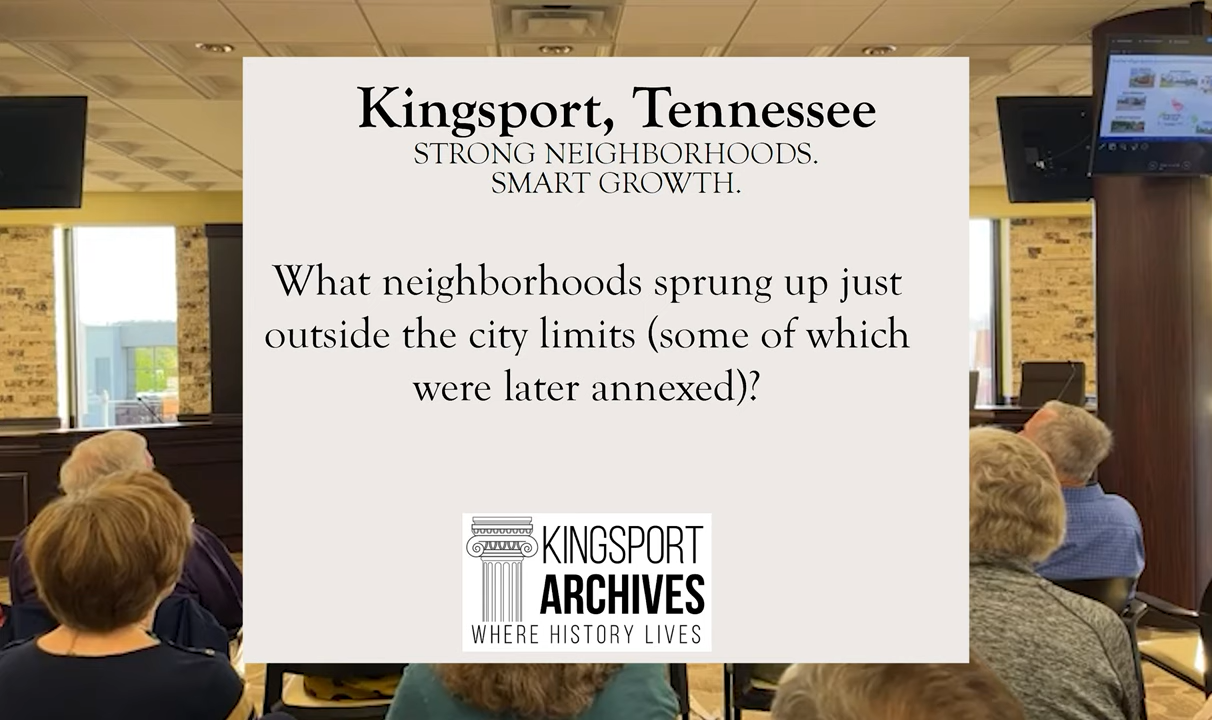 Kingsport, Tennessee
STRONG NEIGHBORHOODS.
SMART GROWTH.
What neighborhoods sprung up just
outside the city limits (some of which
were later annexed)?
KINGSPORT
ARCHIVES
WHERE HISTORY LIVES